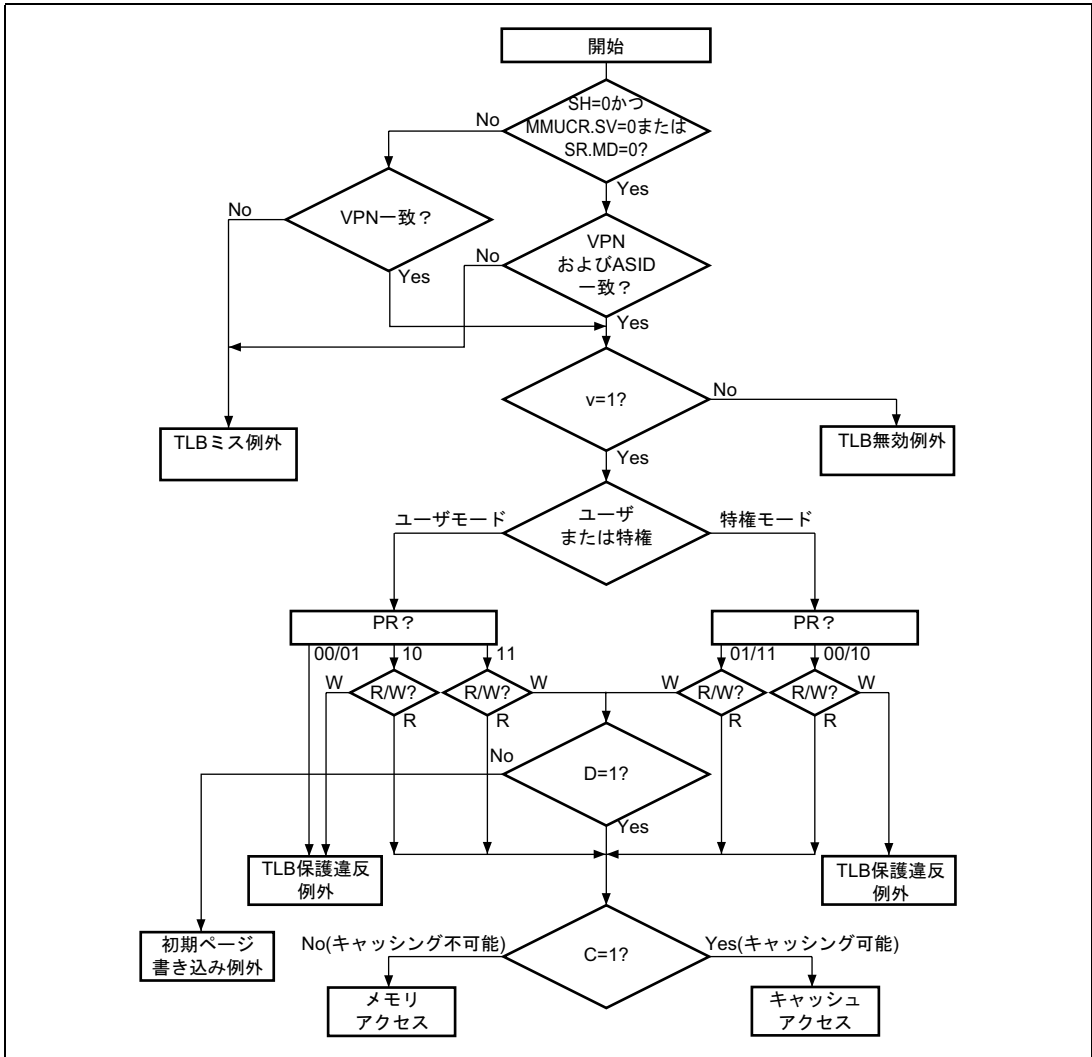 開始
SH=0かつ
MMUCR.SV=0または
SR.MD=0?
No
Yes
VPN一致？
No
Yes
VPN
およびASID
一致？
No
Yes
v=1?
No
Yes
TLBミス例外
TLB無効例外
ユーザ
または特権
ユーザモード
特権モード
PR？
PR？
00/01
10
11
01/11
00/10
W
R/W?
R
R/W?
W
R
W
R/W?
R
R/W?
W
R
D=1?
No
Yes
TLB保護違反
例外
TLB保護違反
例外
初期ページ
書き込み例外
No(キャッシング不可能)
C=1?
Yes(キャッシング可能)
メモリ
アクセス
キャッシュ
アクセス